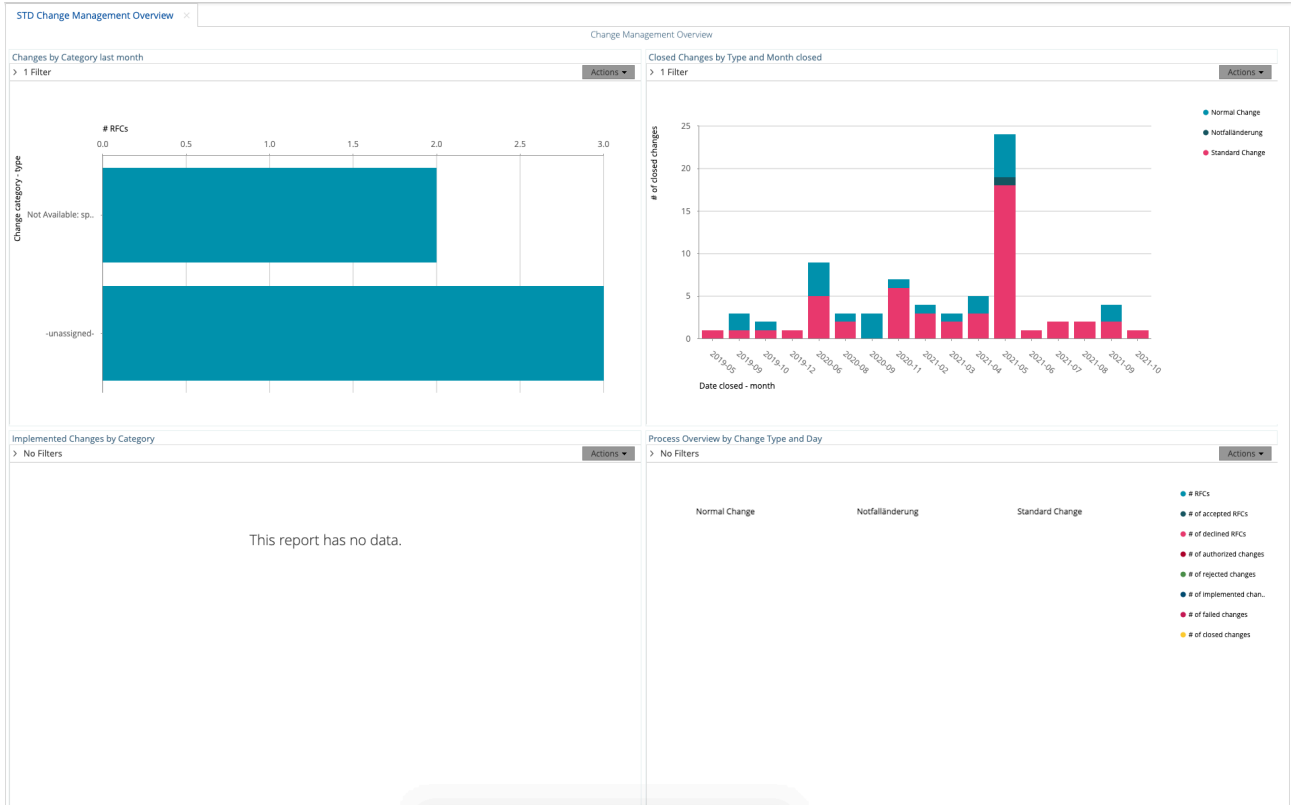 STD Change Management Overview ×
Change Management Overview
Changes by Category last month
> 1 Filter
Actions ▾
# RFCs
0.0 0.5 1.0 1.5 2.0 2.5 3.0
Change category - type
Not Available: sp..
-unassigned-
Closed Changes by Type and Month closed
> 1 Filter
Actions ▾
# of closed changes
25
20
15
10
5
0
2019-05 2019-09 2019-10 2019-12 2020-06 2020-08 2020-09 2020-11 2021-02 2021-03 2021-04 2021-05 2021-06 2021-07 2021-08 2021-09 2021-10
Date closed - month
Normal Change
Notfalländerung
Standard Change
Implemented Changes by Category
> No Filters
Actions ▾
This report has no data.
Process Overview by Change Type and Day
> No Filters
Actions ▾
Normal Change Notfalländerung Standard Change
# RFCs
# of accepted RFCs
# of declined RFCs
# of authorized changes
# of rejected changes
# of implemented chan..
# of failed changes
# of closed changes